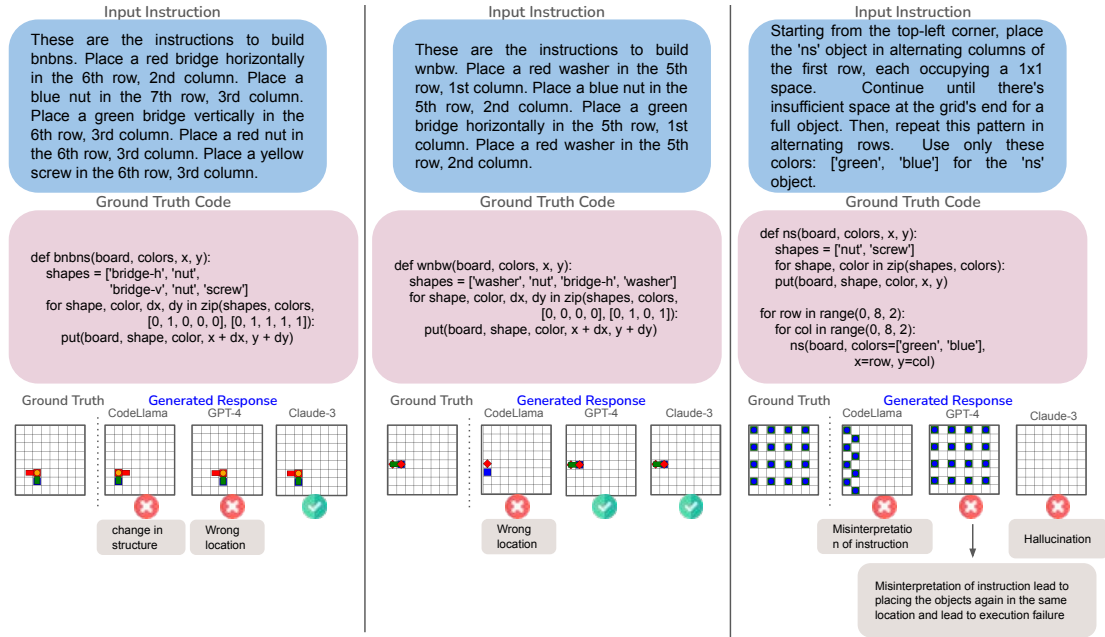 Input Instruction
These are the instructions to build
bnbns. Place a red bridge horizontally
in the 6th row, 2nd column. Place a
blue nut in the 7th row, 3rd column.
Place a green bridge vertically in the
6th row, 3rd column. Place a red nut in
the 6th row, 3rd column. Place a yellow
screw in the 6th row, 3rd column.
Ground Truth Code
def bnbns(board, colors, x, y):
shapes = ['bridge-h', 'nut',
'bridge-v', 'nut', 'screw']
for shape, color, dx, dy in zip(shapes, colors,
[0, 1, 0, 0, 0], [0, 1, 1, 1, 1]):
put(board, shape, color, x + dx, y + dy)
Ground Truth
Generated Response
CodeLlama
GPT-4
Claude-3
change in
structure
Wrong
location
Input Instruction
These are the instructions to build
wnbw. Place a red washer in the 5th
row, 1st column. Place a blue nut in
the 5th row, 2nd column. Place a green
bridge horizontally in the 5th row, 1st
column. Place a red washer in the 5th
row, 2nd column.
Ground Truth Code
def wnbw(board, colors, x, y):
shapes = ['washer', 'nut', 'bridge-h', 'washer']
for shape, color, dx, dy in zip(shapes, colors,
[0, 0, 0, 0], [0, 1, 0, 1]):
put(board, shape, color, x + dx, y + dy)
Ground Truth
Generated Response
CodeLlama
GPT-4
Claude-3
Wrong
location
Input Instruction
Starting from the top-left corner, place
the 'ns' object in alternating columns of
the first row, each occupying a 1x1
space. Continue until there's
insufficient space at the grid's end for a
full object. Then, repeat this pattern in
alternating rows. Use only these
colors: ['green', 'blue'] for the 'ns'
object.
Ground Truth Code
def ns(board, colors, x, y):
shapes = ['nut', 'screw']
for shape, color in zip(shapes, colors):
put(board, shape, color, x, y)
for row in range(0, 8, 2):
for col in range(0, 8, 2):
ns(board, colors=['green', 'blue'],
x=row, y=col)
Ground Truth
Generated Response
CodeLlama
GPT-4
Claude-3
Misinterpretatio
n of instruction
Hallucination
Misinterpretation of instruction lead to
placing the objects again in the same
location and lead to execution failure